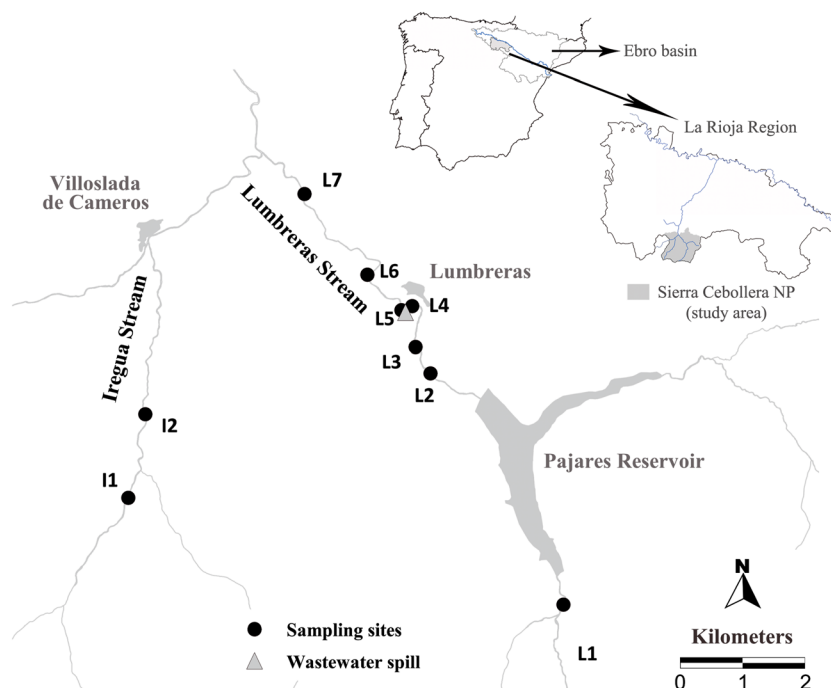 Ebro basin
La Rioja Region
Villoslada
de Cameros
L7
Lumbreras Stream
L6
Lumbreras
Sierra Cebollera NP
(study area)
L4
L5
Iregua Stream
L3
L2
I2
Pajares Reservoir
I1
N
Sampling sites
Kilometers
L1
Wastewater spill
0 1 2